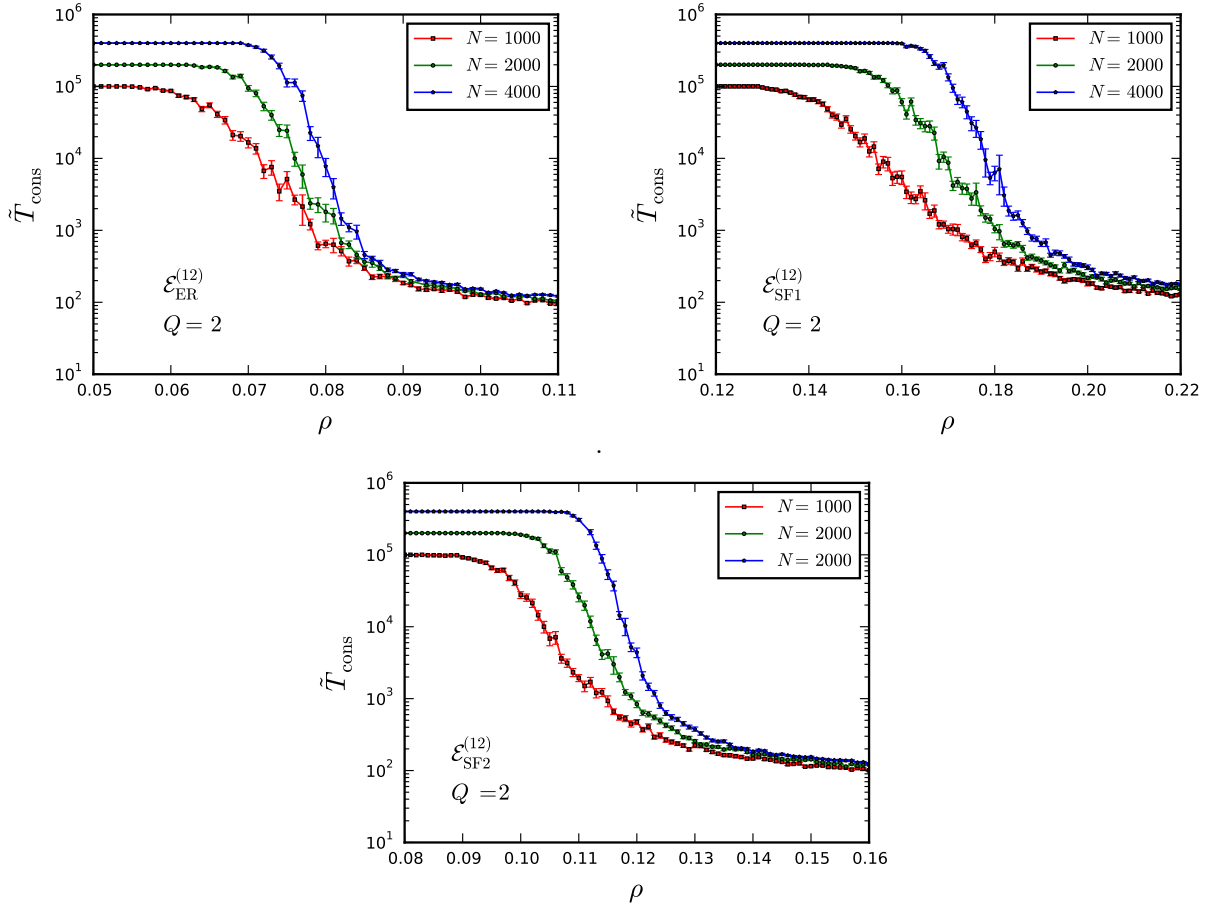 10^6
10^5
10^4
10^3
10^2
10^1
T̃_cons
N = 1000
N = 2000
N = 4000
ℰ_ER^(12)
Q = 2
0.05 0.06 0.07 0.08 0.09 0.10 0.11
ρ
10^6
10^5
10^4
10^3
10^2
10^1
T̃_cons
N = 1000
N = 2000
N = 4000
ℰ_SF1^(12)
Q = 2
0.12 0.14 0.16 0.18 0.20 0.22
ρ
.
10^6
10^5
10^4
10^3
10^2
10^1
T̃_cons
N = 1000
N = 2000
N = 2000
ℰ_SF2^(12)
Q =2
0.08 0.09 0.10 0.11 0.12 0.13 0.14 0.15 0.16
ρ